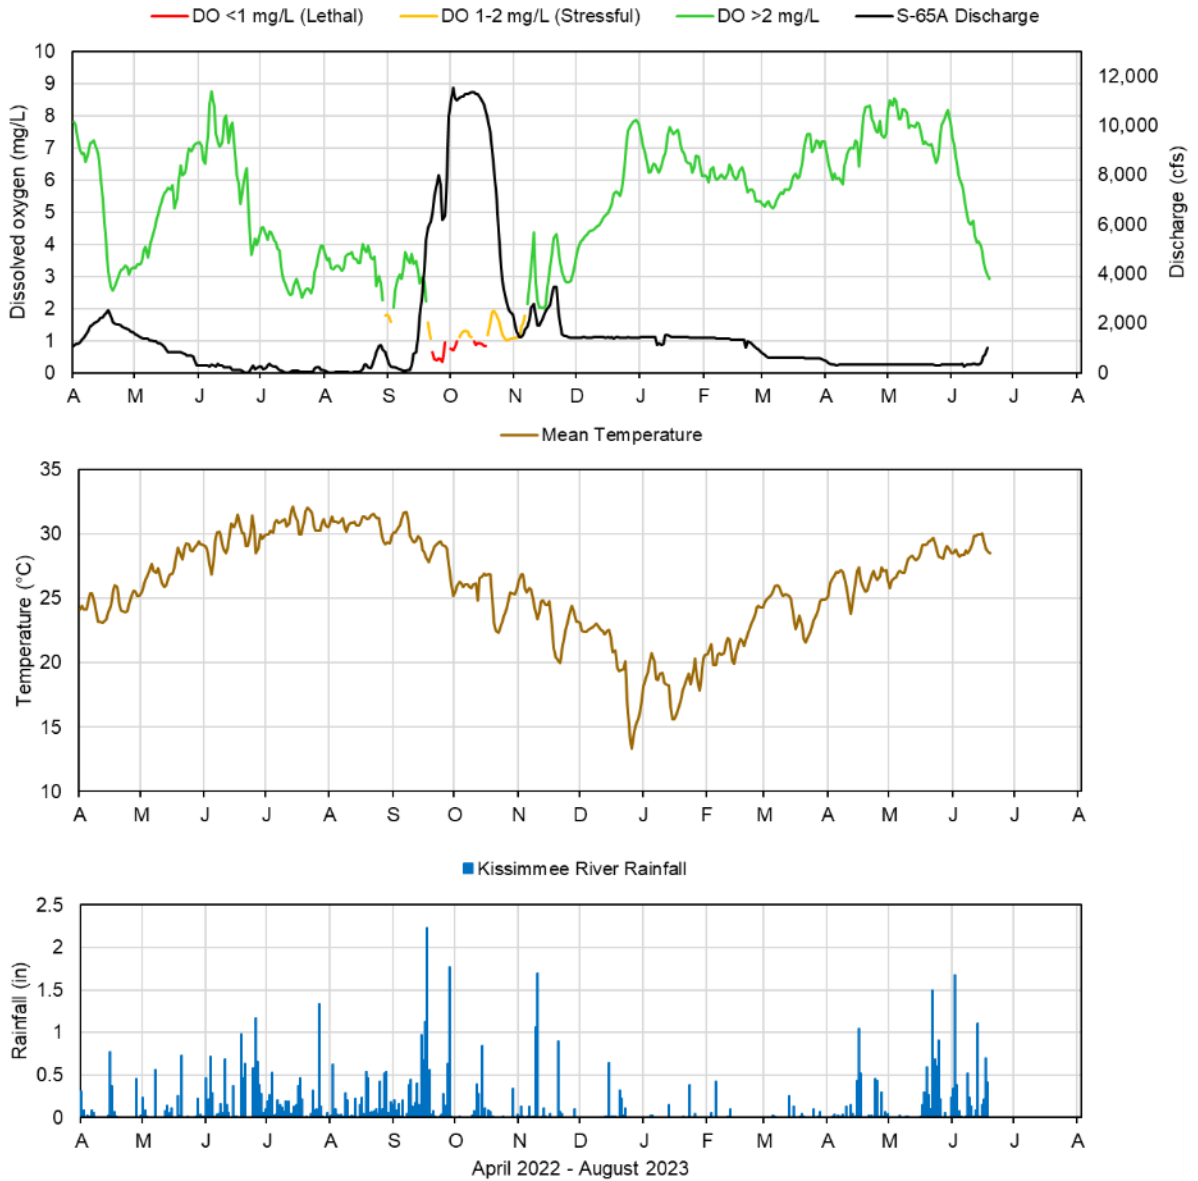 DO <1 mg/L (Lethal) DO 1-2 mg/L (Stressful) DO >2 mg/L S-65A Discharge
Dissolved oxygen (mg/L)
10
9
8
7
6
5
4
3
2
1
0
12,000
10,000
8,000
6,000
4,000
2,000
0
Discharge (cfs)
A M J J A S O N D J F M A M J J A
Mean Temperature
Temperature (°C)
35
30
25
20
15
10
A M J J A S O N D J F M A M J J A
Kissimmee River Rainfall
Rainfall (in)
2.5
2
1.5
1
0.5
0
A M J J A S O N D J F M A M J J A
April 2022 - August 2023